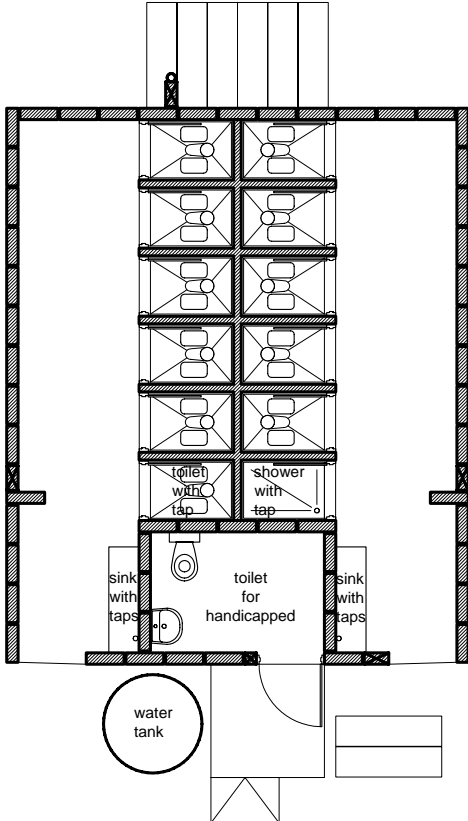 toilet
with
tap
shower
with
tap
sink
with
taps
toilet
for
handicapped
sink
with
taps
water
tank